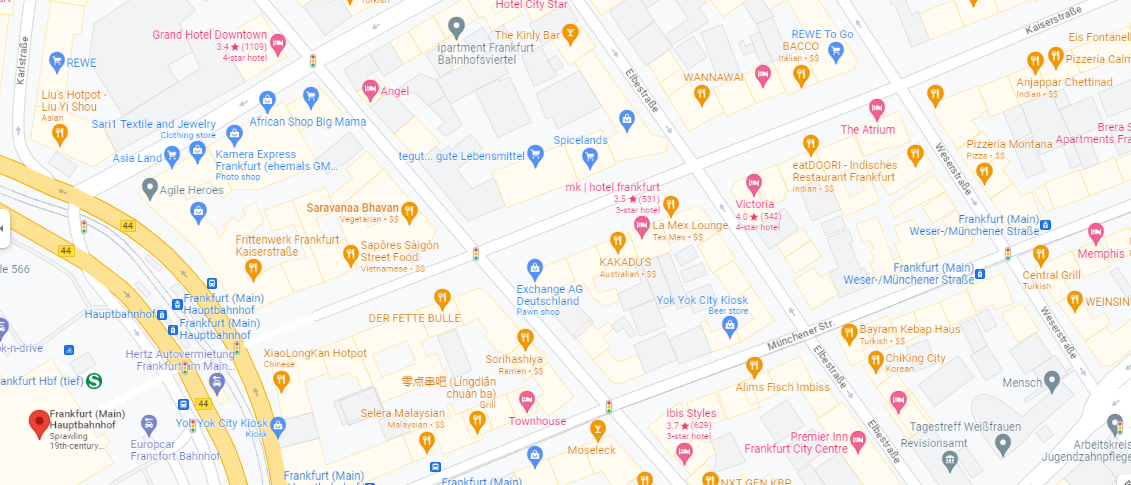 Turkish
Hotel City Star
Kaiserstraße
Grand Hotel Downtown
3.4 ★ (1109)
4-star hotel
ipartment Frankfurt
Bahnhofsviertel
The Kinly Bar
REWE To Go
BACCO
Italian • $$
Eis Fontanell
Pizzeria Calm
Karlstraße
REWE
Elbestraße
WANNAWAI
Anjappar Chettinad
Indian • $$
Liu's Hotpot -
Liu Yi Shou
Asian
Angel
African Shop Big Mama
Sari1 Textile and Jewelry
Clothing store
The Atrium
Brera S
Apartments Fra
Spicelands
Asia Land
Kamera Express
Frankfurt (ehemals GM...
Photo shop
tegut... gute Lebensmittel
Weserstraße
Pizzeria Montana
Pizza • $$
eatDOORI - Indisches
Restaurant Frankfurt
Indian • $$
Agile Heroes
mk | hotel frankfurt
3.5 ★ (531)
3-star hotel
Victoria
4.0 ★ (542)
4-star hotel
Saravanaa Bhavan
Vegetarian • $$
La Mex Lounge
Tex Mex • $$
Frankfurt (Main)
Weser-/Münchener Straße
44
44
Frittenwerk Frankfurt
Kaiserstraße
Sapôres Sàigòn
Street Food
Vietnamese • $$
KAKADU'S
Australian • $$
Memphis
le 566
Frankfurt (Main)
Weser-/Münchener Straße
Central Grill
Turkish
Exchange AG
Deutschland
Pawn shop
Frankfurt (Main)
Hauptbahnhof
Yok Yok City Kiosk
Beer store
WEINSIN
Hauptbahnhof
Frankfurt (Main)
Hauptbahnhof
DER FETTE BULLE
Münchener Str.
Bayram Kebap Haus
Turkish • $$
Weserstraße
ok-n-drive
Hertz Autovermietung
Frankfurt am Main...
XiaoLongKan Hotpot
Chinese
Sorihashiya
Ramen • $$
Elbestraße
ChiKing City
Korean
ankfurt Hbf (tief)
S
零点串吧 (Lingdiǎn
chuàn ba)
Grill
Alims Fisch Imbiss
Mensch
44
Frankfurt (Main)
Hauptbahnhof
Sprawling
19th-century...
Yok Yok City Kiosk
Kiosk
Selera Malaysian
Malaysian • $$
Townhouse
ibis Styles
3.7 ★ (629)
3-star hotel
Elbestraße
Tagestreff Weißfrauen
Europcar
Francfort Bahnhof
Moseleck
Premier Inn
Frankfurt City Centre
Revisionsamt
Arbeitskreis
Jugendzahnpflege
Frankfurt (Main)
Frankfurt (Main)
NXT GEN KBP